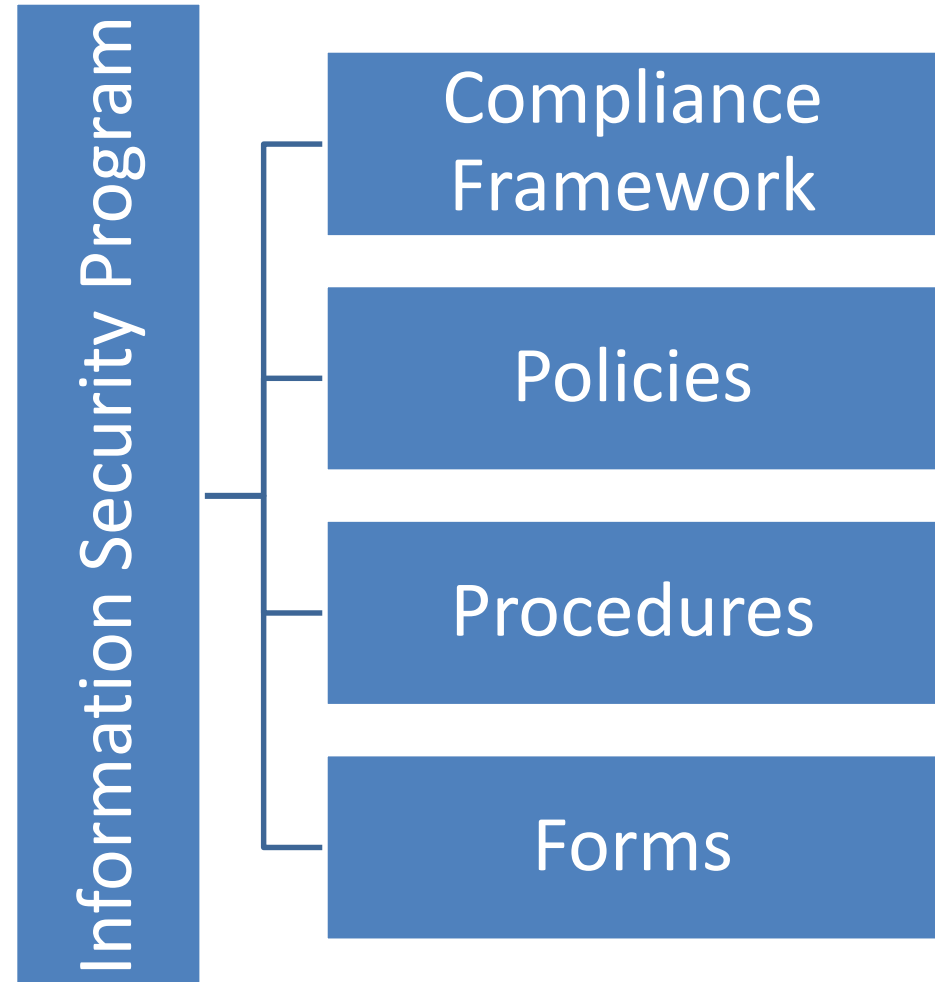 Information Security Program
Compliance
Framework
Policies
Procedures
Forms